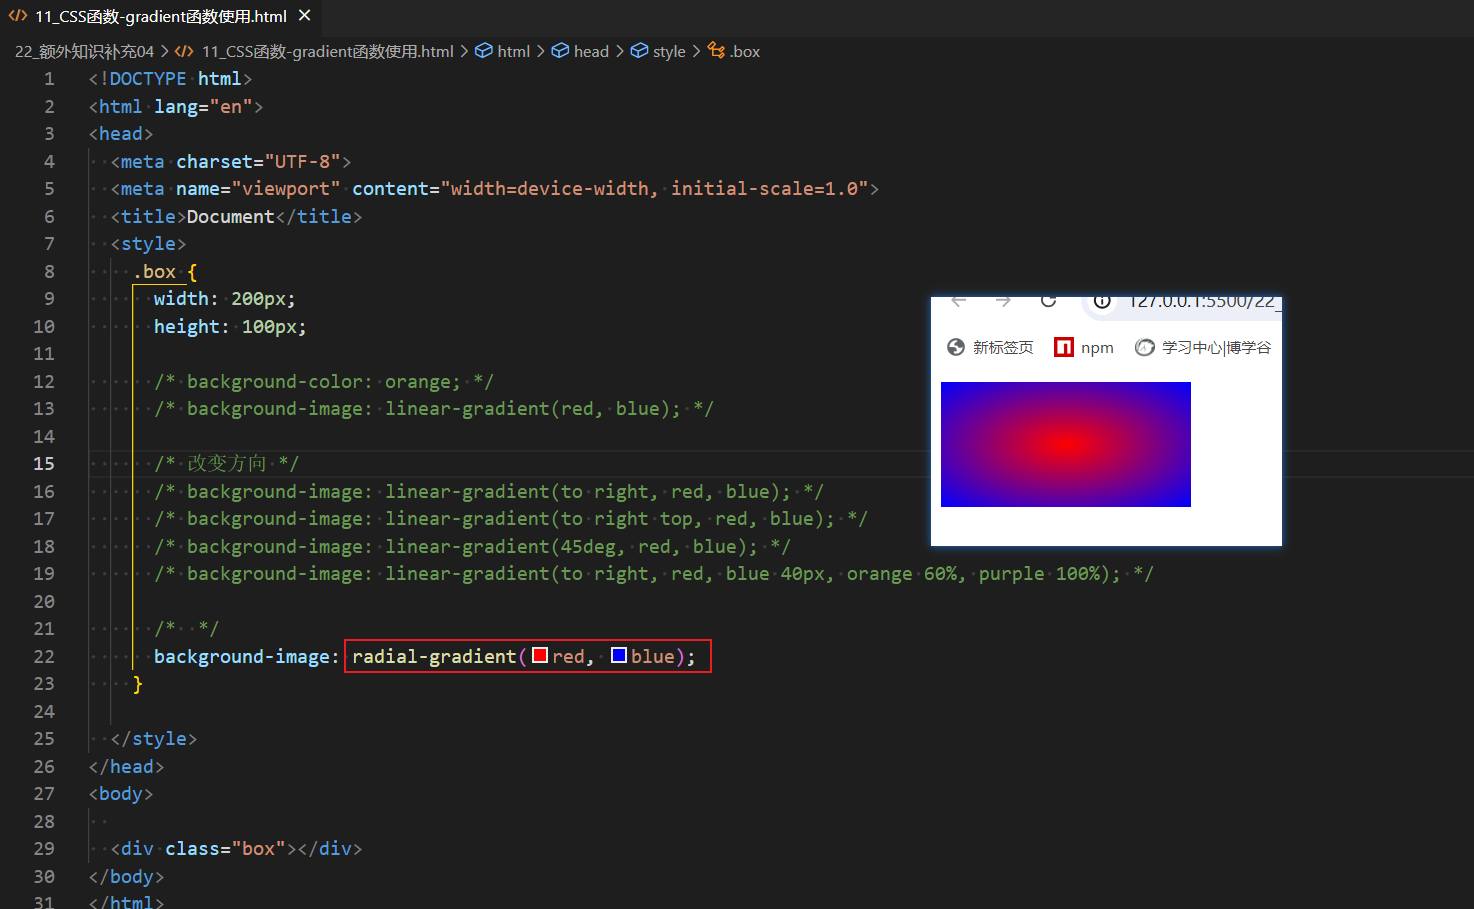 11_CSS函数-gradient函数使用.html
22_额外知识补充04 > 11_CSS函数-gradient函数使用.html > html > head > style > .box
1 <!DOCTYPE html>
2 <html lang="en">
3 <head>
4 <meta charset="UTF-8">
5 <meta name="viewport" content="width=device-width, initial-scale=1.0">
6 <title>Document</title>
7 <style>
8 .box {
9 width: 200px;
10 height: 100px;
11
12 /* background-color: orange; */
13 /* background-image: linear-gradient(red, blue); */
14
15 /* 改变方向 */
16 /* background-image: linear-gradient(to right, red, blue); */
17 /* background-image: linear-gradient(to right top, red, blue); */
18 /* background-image: linear-gradient(45deg, red, blue); */
19 /* background-image: linear-gradient(to right, red, blue 40px, orange 60%, purple 100%); */
20
21 /* */
22 background-image: radial-gradient(red, blue);
23 }
24
25 </style>
26 </head>
27 <body>
28
29 <div class="box"></div>
30 </body>
31 </html>
127.0.0.1:5500/22_
新标签页 npm 学习中心|博学谷